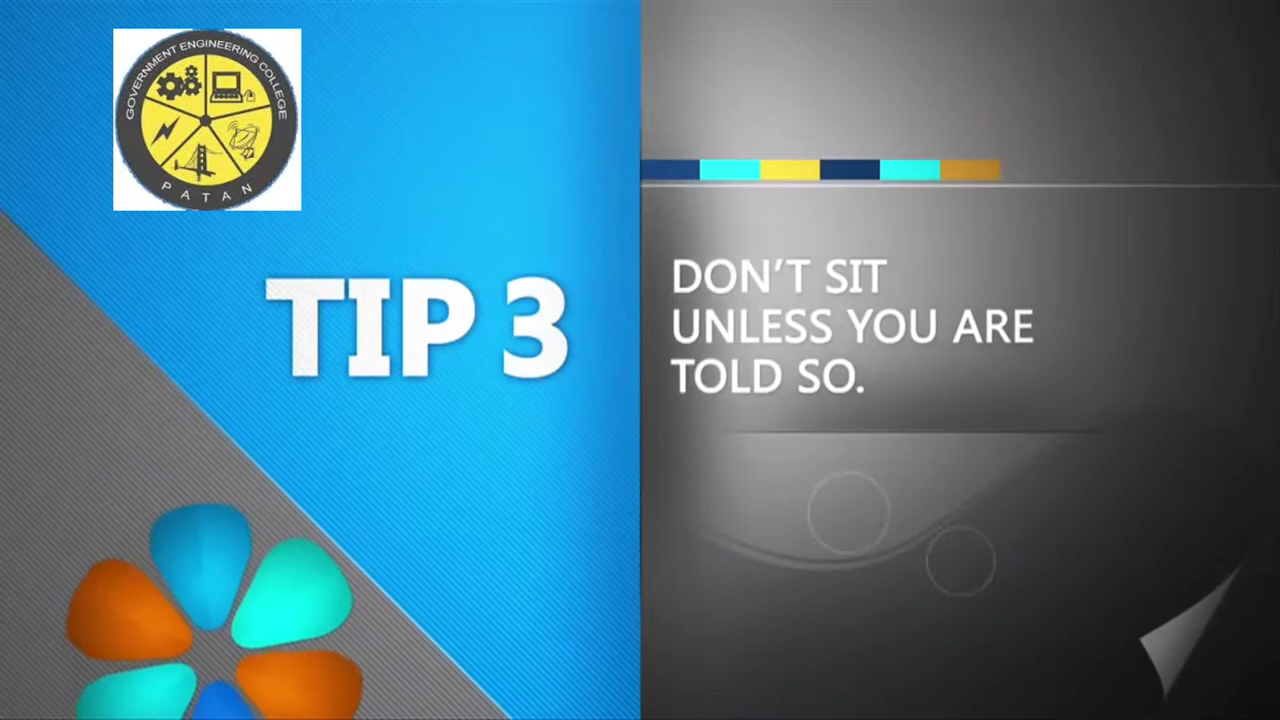 GOVERNMENT ENGINEERING COLLEGE
PATAN
TIP 3
DON'T SIT
UNLESS YOU ARE
TOLD SO.